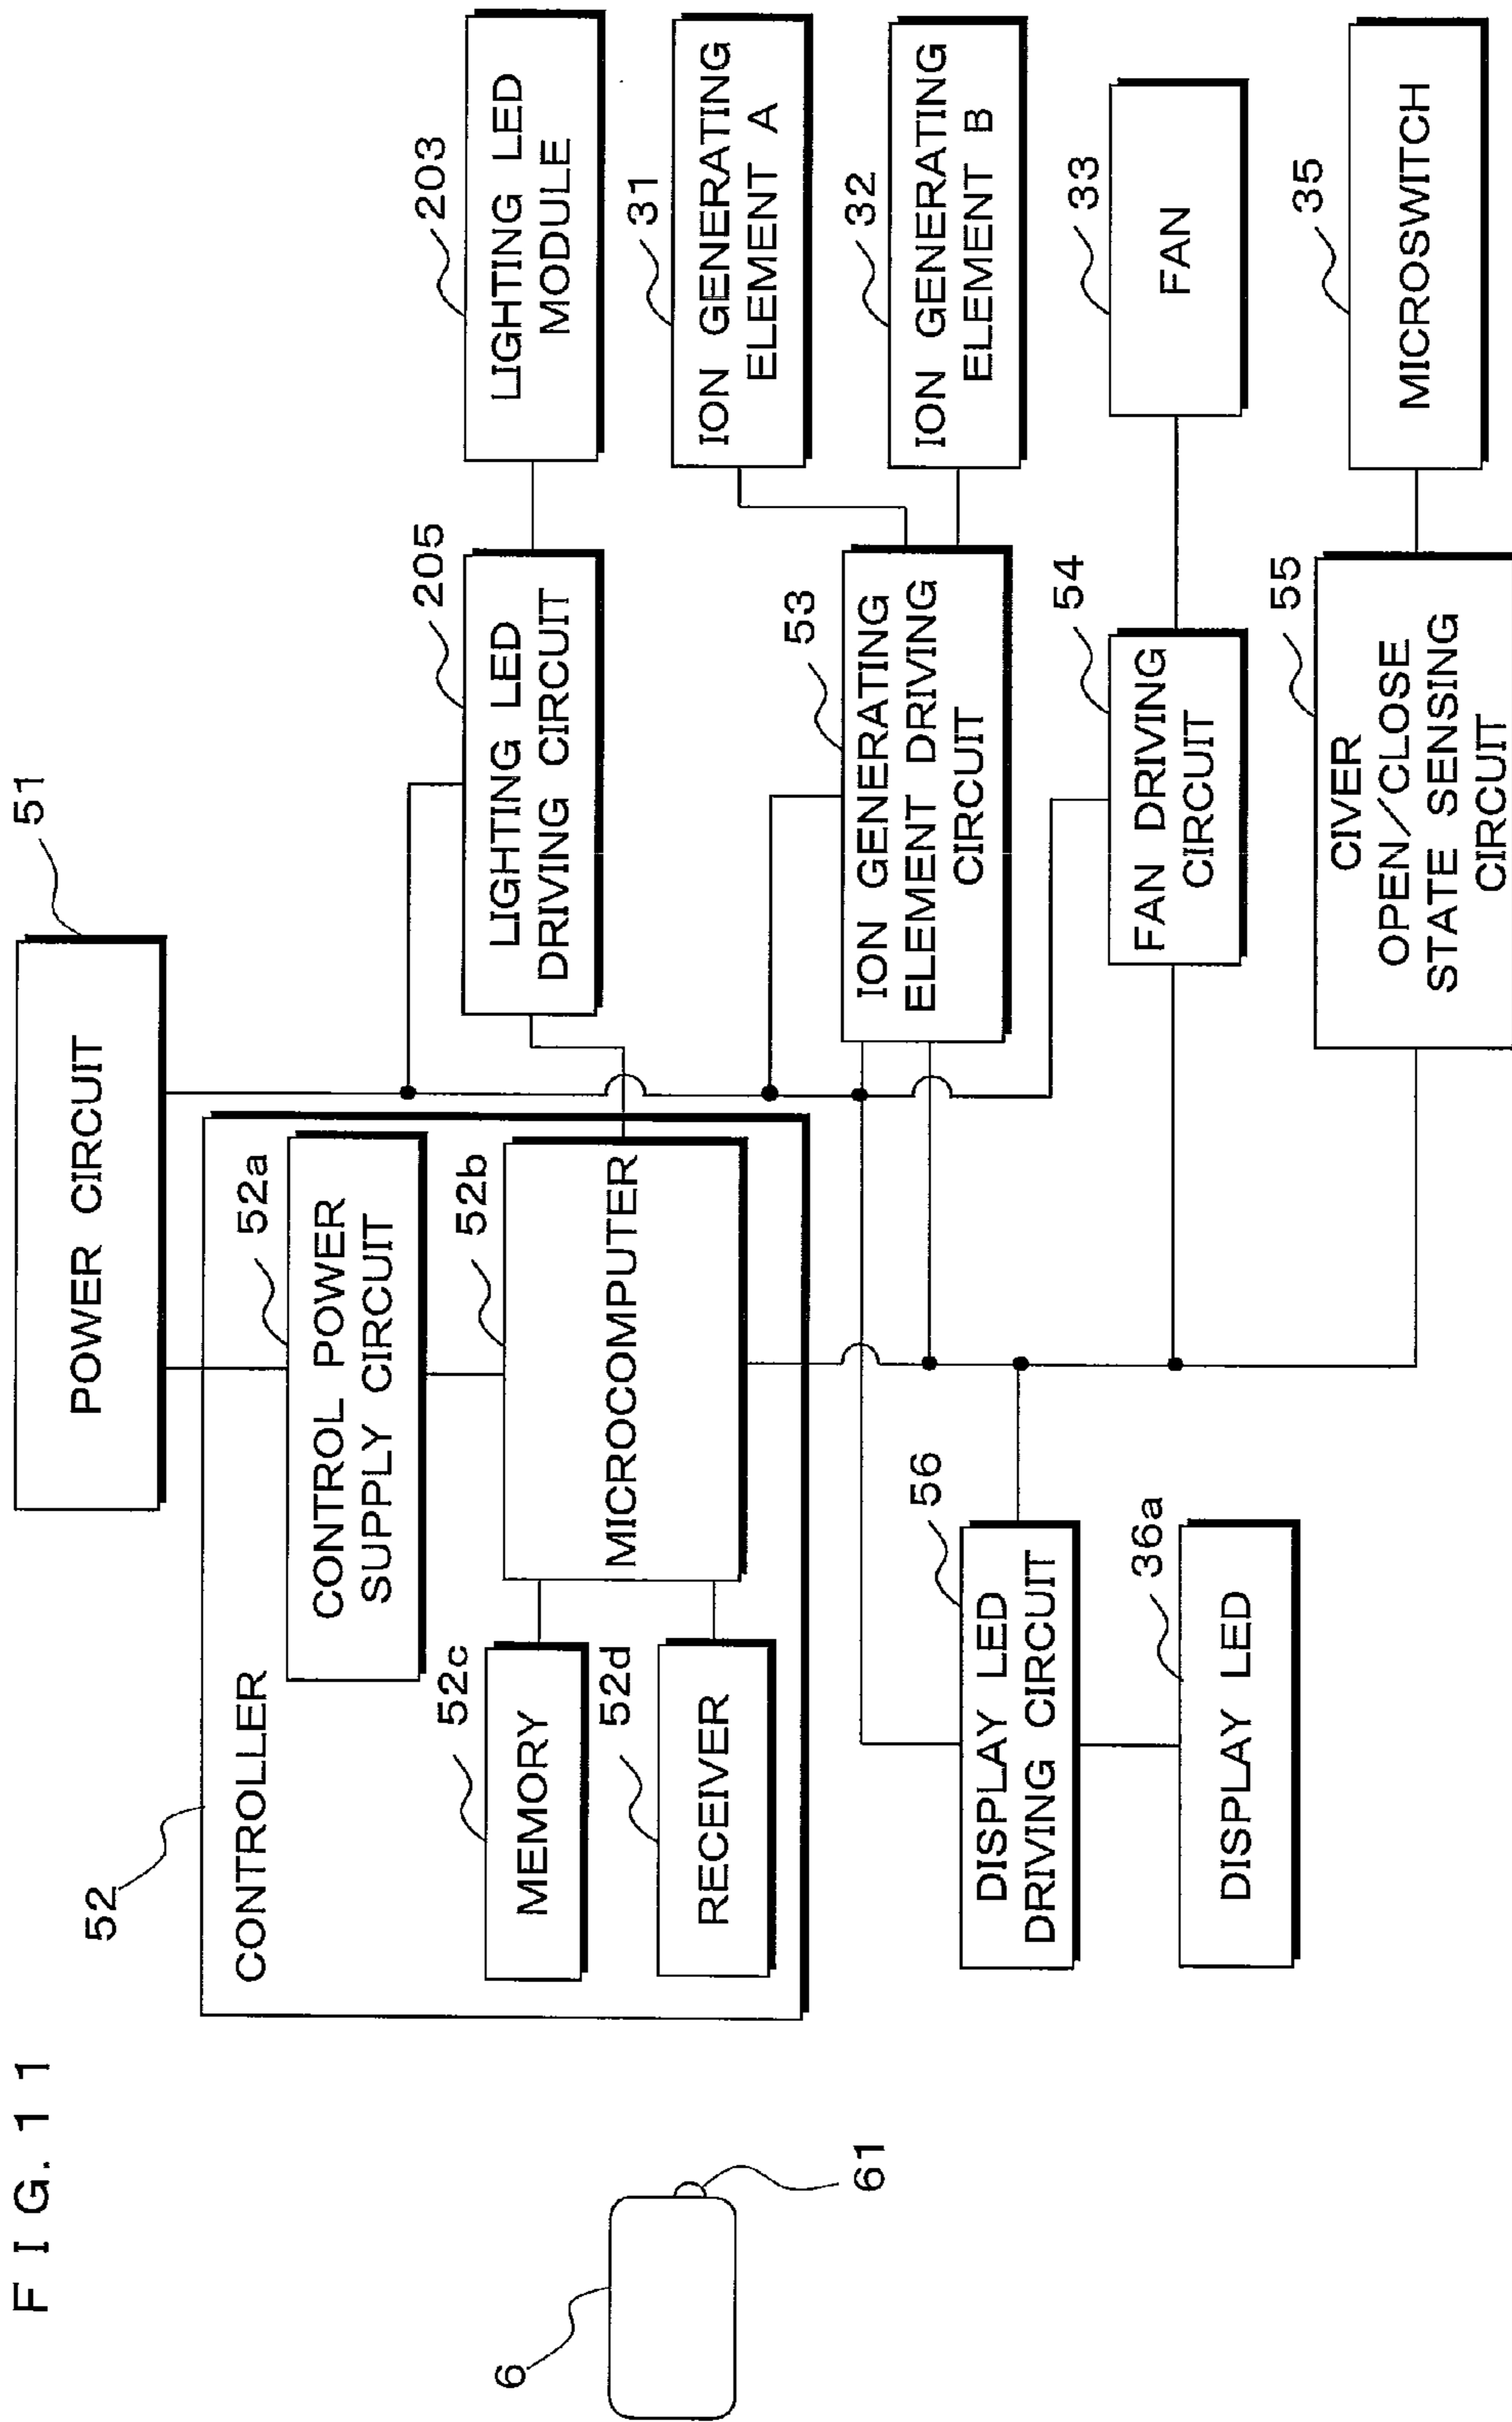 FIG. 11
POWER CIRCUIT
51
52
CONTROLLER
CONTROL POWER
SUPPLY CIRCUIT
52a
MICROCOMPUTER
52b
MEMORY
52c
RECEIVER
52d
6
61
LIGHTING LED
DRIVING CIRCUIT
205
LIGHTING LED
MODULE
203
ION GENERATING
ELEMENT A
31
ION GENERATING
ELEMENT B
32
ION GENERATING
ELEMENT DRIVING
CIRCUIT
53
FAN DRIVING
CIRCUIT
54
FAN
33
CIVER
OPEN/CLOSE
STATE SENSING
CIRCUIT
55
MICROSWITCH
35
DISPLAY LED
DRIVING CIRCUIT
56
DISPLAY LED
36a